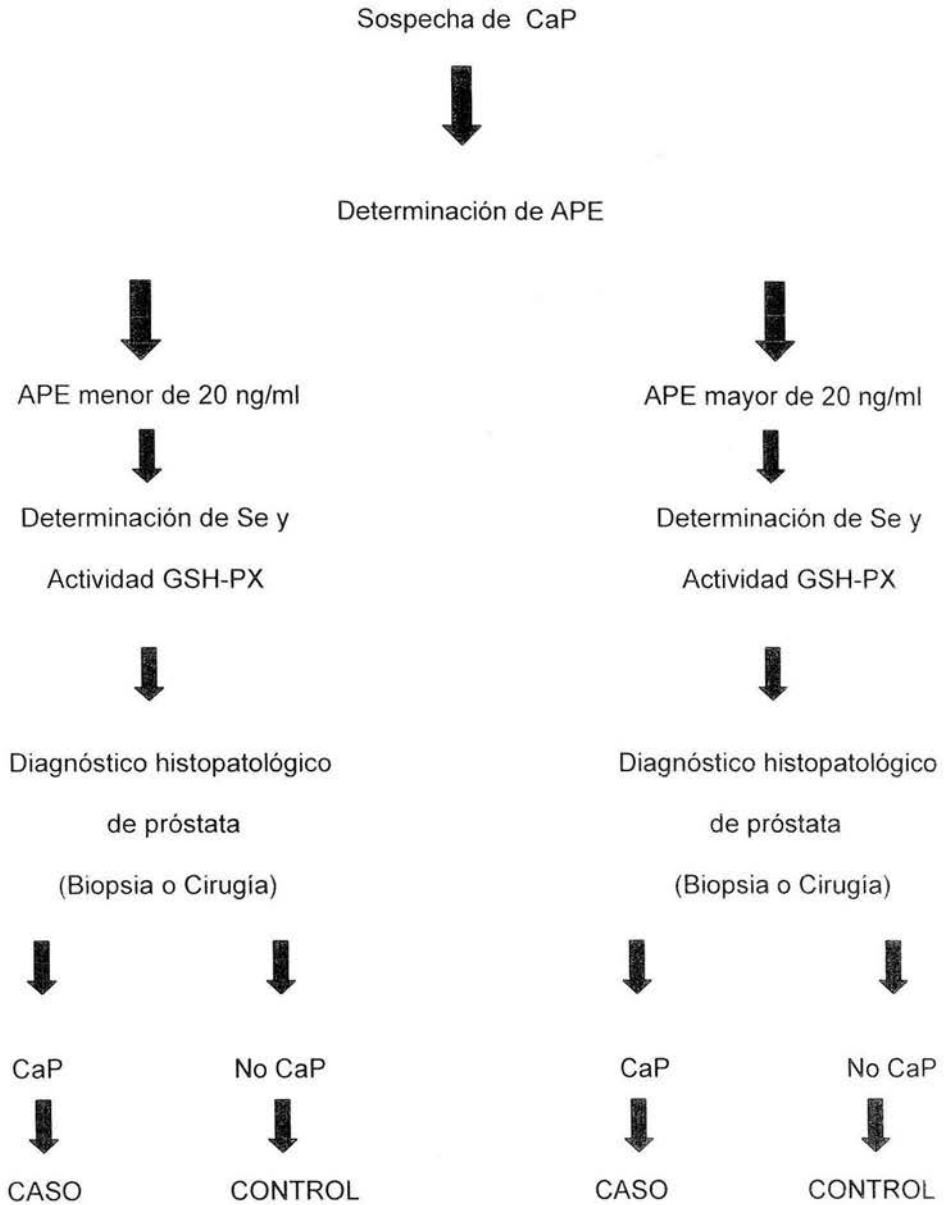 Sospecha de CaP
Determinación de APE
APE menor de 20 ng/ml
APE mayor de 20 ng/ml
Determinación de Se y
Actividad GSH-PX
Determinación de Se y
Actividad GSH-PX
Diagnóstico histopatológico
de próstata
(Biopsia o Cirugía)
Diagnóstico histopatológico
de próstata
(Biopsia o Cirugía)
CaP
No CaP
CaP
No CaP
CASO
CONTROL
CASO
CONTROL